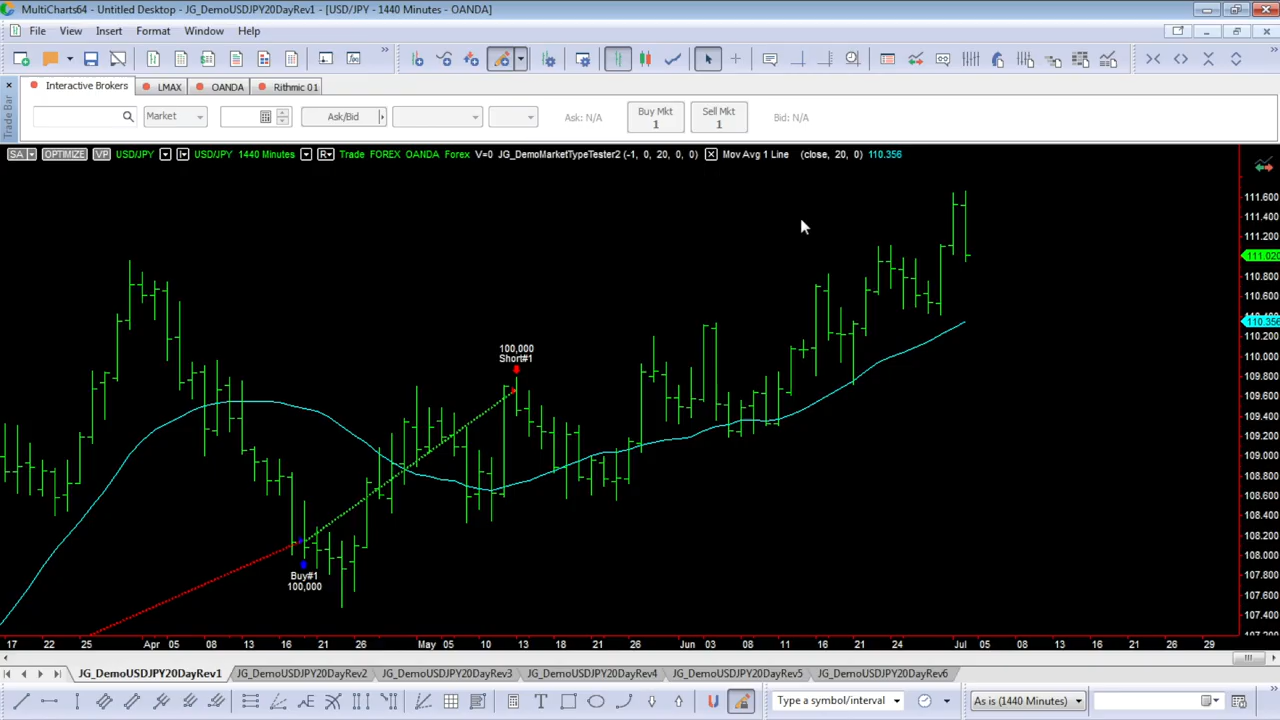 MultiCharts64 - Untitled Desktop - JG_DemoUSDJPY20DayRev1 - [USD/JPY - 1440 Minutes - OANDA]
File View Insert Format Window Help
Trade Bar
Interactive Brokers LMAX OANDA Rithmic 01
Market Ask/Bid Ask: N/A Buy Mkt 1 Sell Mkt 1 Bid: N/A
SA OPTIMIZE VP USD/JPY USD/JPY 1440 Minutes R Trade FOREX OANDA Forex V=0 JG_DemoMarketTypeTester2 (-1, 0, 20, 0, 0) Mov Avg 1 Line (close, 20, 0) 110.356
111.600
111.400
111.200
111.020
110.800
110.600
110.356
110.200
110.000
109.800
109.600
109.400
109.200
109.000
108.800
108.600
108.400
108.200
108.000
107.800
107.600
107.400
100,000
Short#1
Buy#1
100,000
17 22 25 Apr 05 08 16 21 26 May 05 10 13 18 21 26 Jun 03 08 11 16 21 24 Jul 05 08 13 16 21 26 29
JG_DemoUSDJPY20DayRev1 JG_DemoUSDJPY20DayRev2 JG_DemoUSDJPY20DayRev3 JG_DemoUSDJPY20DayRev4 JG_DemoUSDJPY20DayRev5 JG_DemoUSDJPY20DayRev6
Type a symbol/interval As is (1440 Minutes)